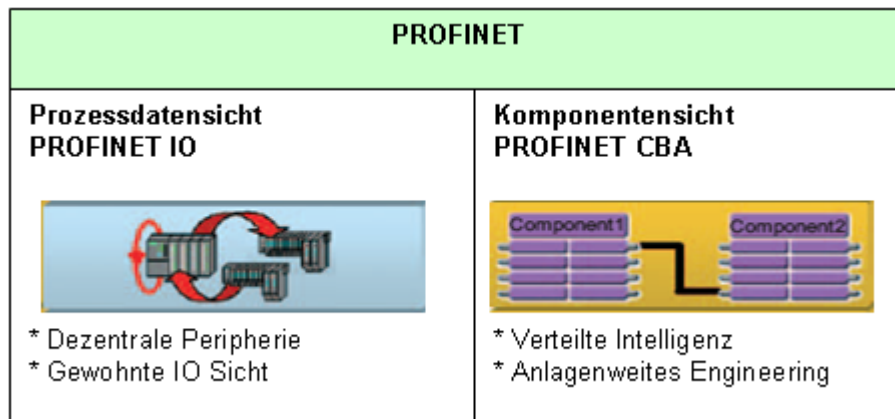 PROFINET
Prozessdatensicht
PROFINET IO
* Dezentrale Peripherie
* Gewohnte IO Sicht
Komponentensicht
PROFINET CBA
Component1
Component2
* Verteilte Intelligenz
* Anlagenweites Engineering